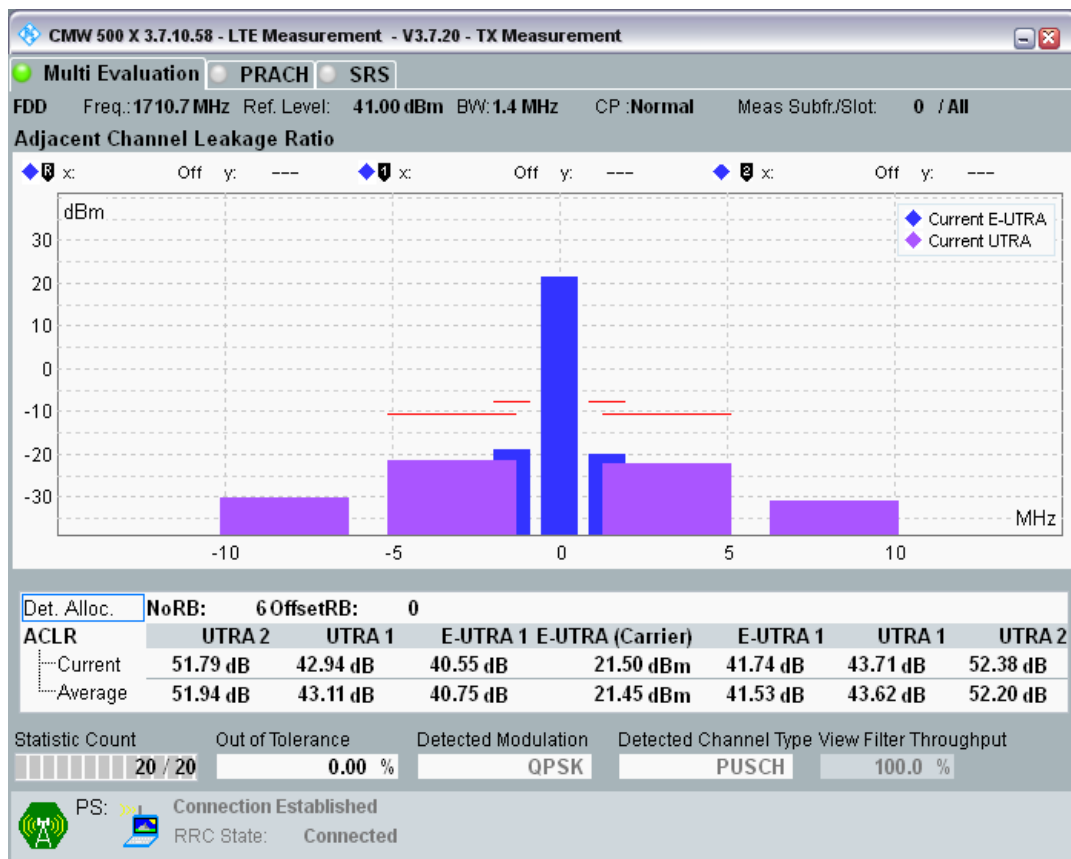 CMW 500 X 3.7.10.58 - LTE Measurement - V3.7.20 - TX Measurement
Multi Evaluation PRACH SRS
FDD Freq.: 1710.7 MHz Ref. Level: 41.00 dBm BW: 1.4 MHz CP : Normal Meas Subfr./Slot: 0 / All
Adjacent Channel Leakage Ratio
R x: Off y: --- 1 x: Off y: --- 2 x: Off y: ---
dBm
Current E-UTRA
Current UTRA
30
20
10
0
-10
-20
-30
MHz
-10 -5 0 5 10
Det. Alloc. NoRB: 6 OffsetRB: 0
ACLR UTRA 2 UTRA 1 E-UTRA 1 E-UTRA (Carrier) E-UTRA 1 UTRA 1 UTRA 2
Current 51.79 dB 42.94 dB 40.55 dB 21.50 dBm 41.74 dB 43.71 dB 52.38 dB
Average 51.94 dB 43.11 dB 40.75 dB 21.45 dBm 41.53 dB 43.62 dB 52.20 dB
Statistic Count Out of Tolerance Detected Modulation Detected Channel Type View Filter Throughput
20 / 20 0.00 % QPSK PUSCH 100.0 %
PS: Connection Established
RRC State: Connected